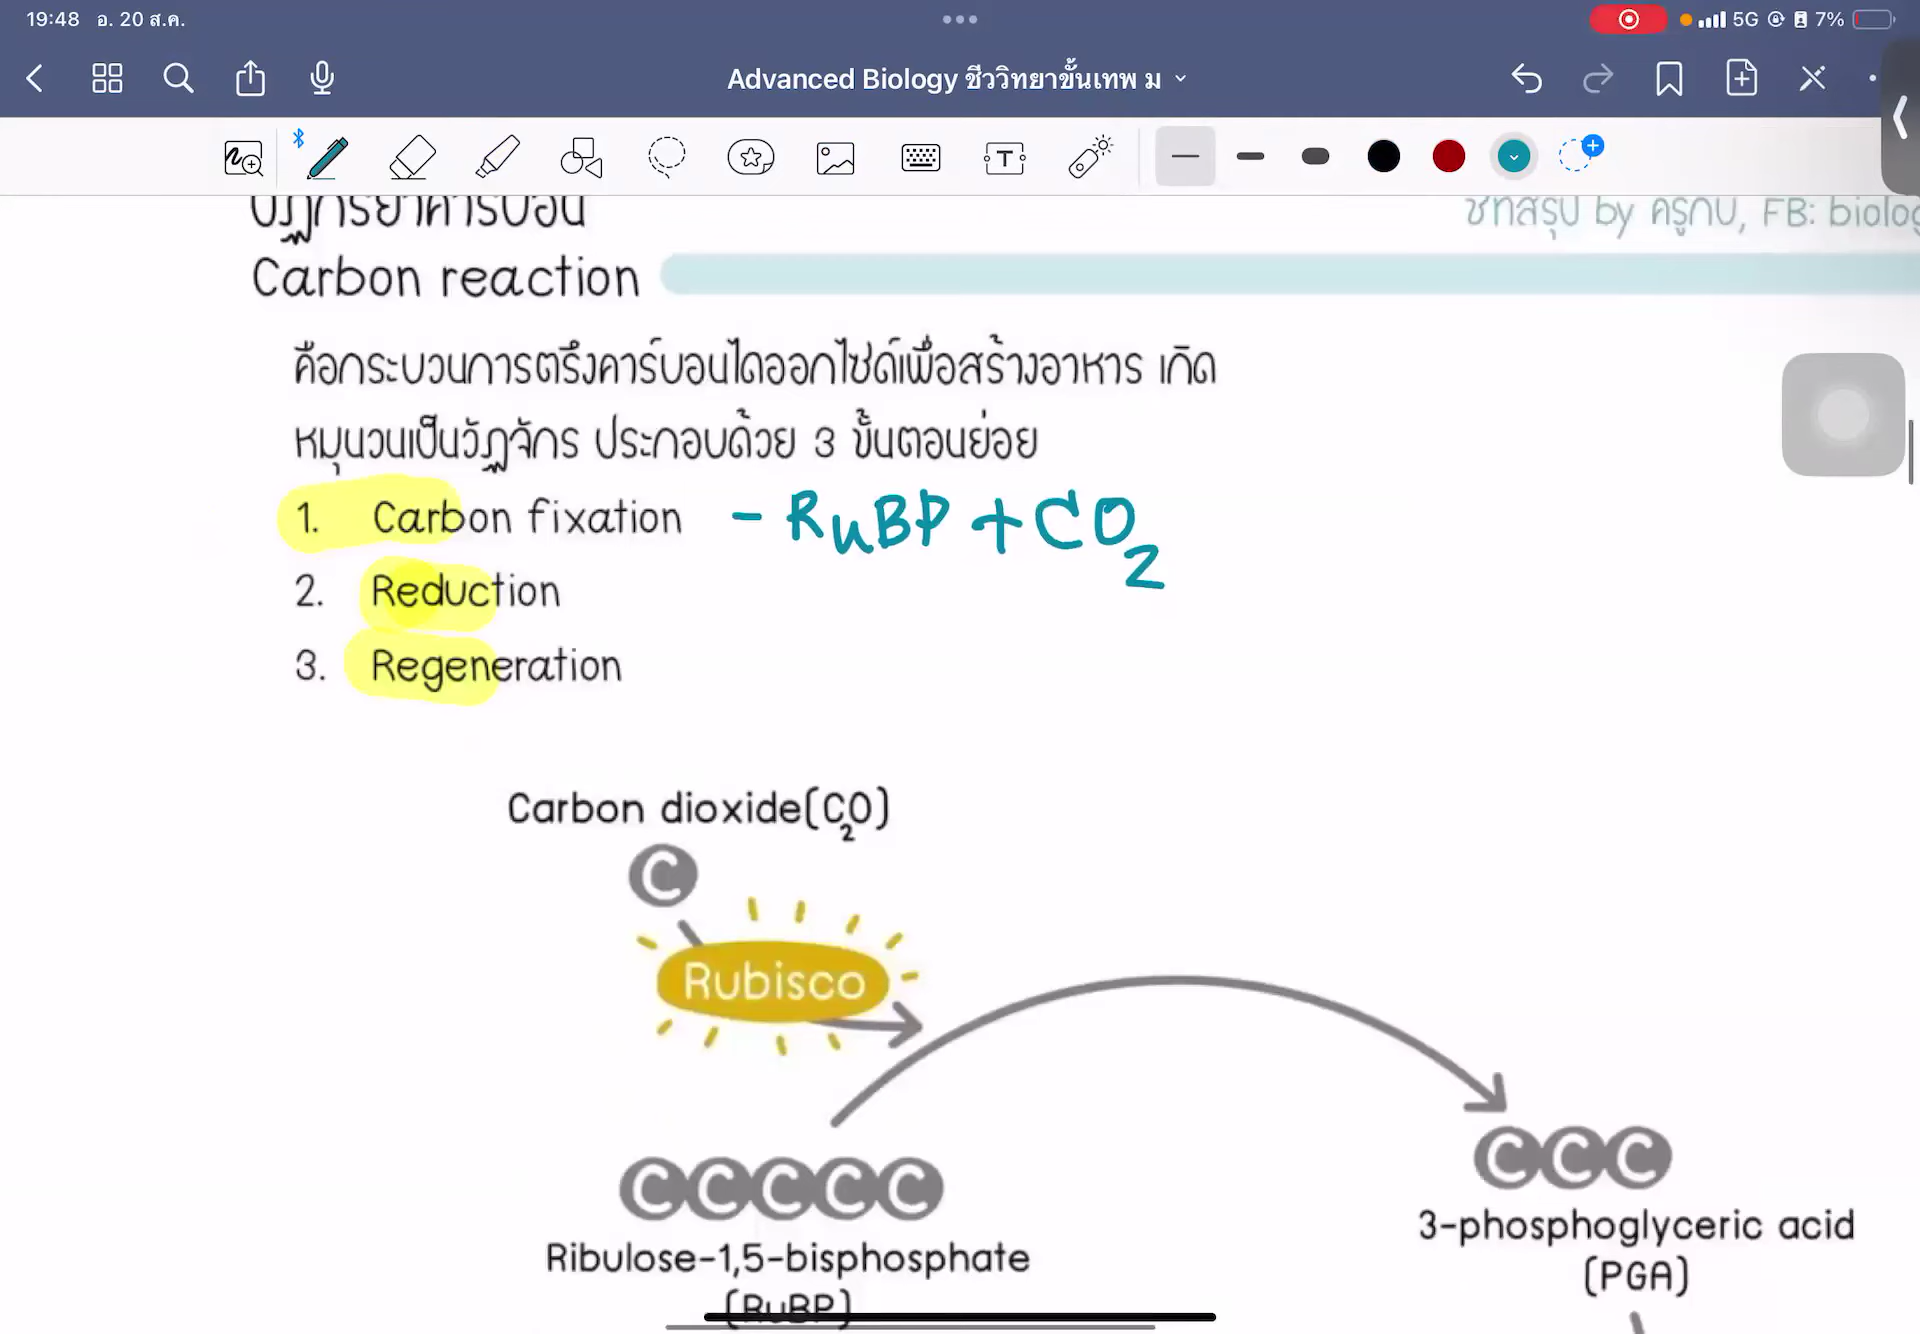 19:48 อ. 20 ส.ค. 5G 7%
Advanced Biology ชีววิทยาขั้นเทพ ม
ปฏิกิริยาคาร์บอน
ชีทสรุป by ครูกบ, FB: biolog
Carbon reaction
คือกระบวนการตรึงคาร์บอนไดออกไซด์เพื่อสร้างอาหาร เกิด
หมุนวนเป็นวัฏจักร ประกอบด้วย 3 ขั้นตอนย่อย
1. Carbon fixation - RuBP + CO2
2. Reduction
3. Regeneration
Carbon dioxide(CO2)
C
Rubisco
CCCCC
CCC
Ribulose-1,5-bisphosphate
(RuBP)
3-phosphoglyceric acid
(PGA)